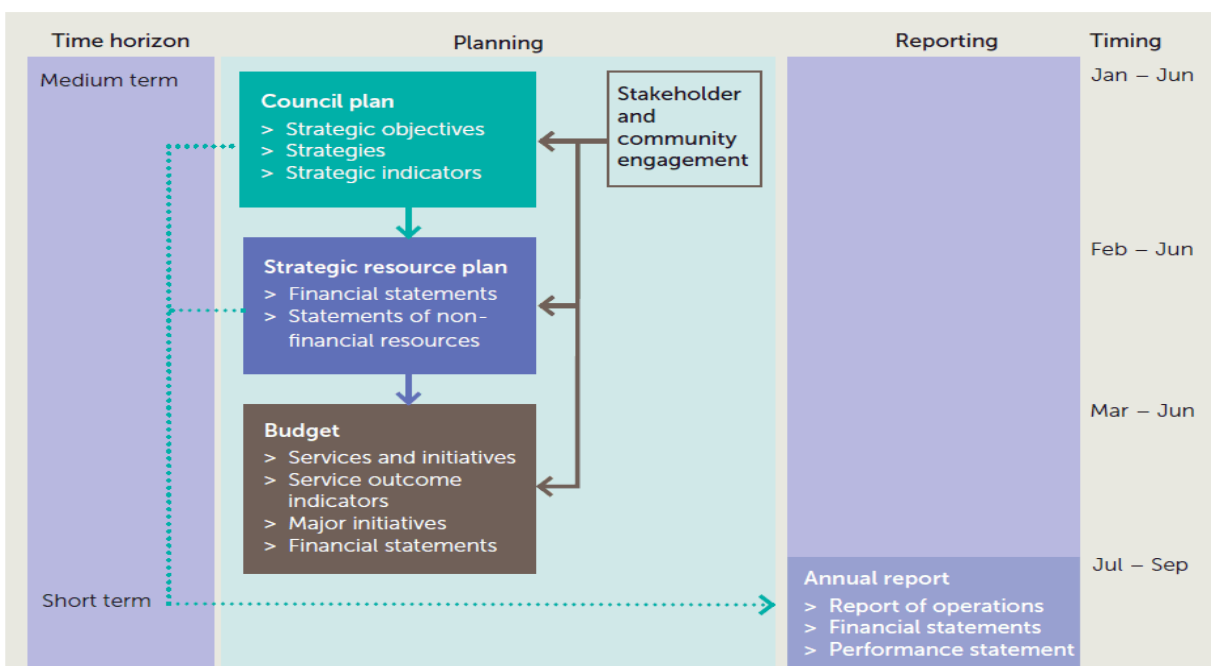 Time horizon
Planning
Reporting
Timing
Medium term
Jan – Jun
Council plan
> Strategic objectives
> Strategies
> Strategic indicators
Stakeholder
and
community
engagement
Strategic resource plan
> Financial statements
> Statements of non-
financial resources
Feb – Jun
Budget
> Services and initiatives
> Service outcome
indicators
> Major initiatives
> Financial statements
Mar – Jun
Short term
Annual report
> Report of operations
> Financial statements
> Performance statement
Jul – Sep